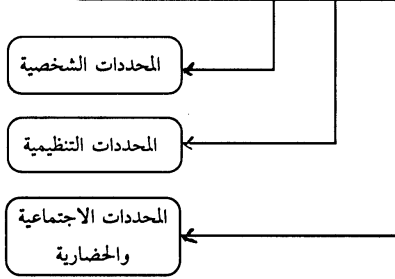 المحددات الشخصية
المحددات التنظيمية
المحددات الاجتماعية
والحضارية